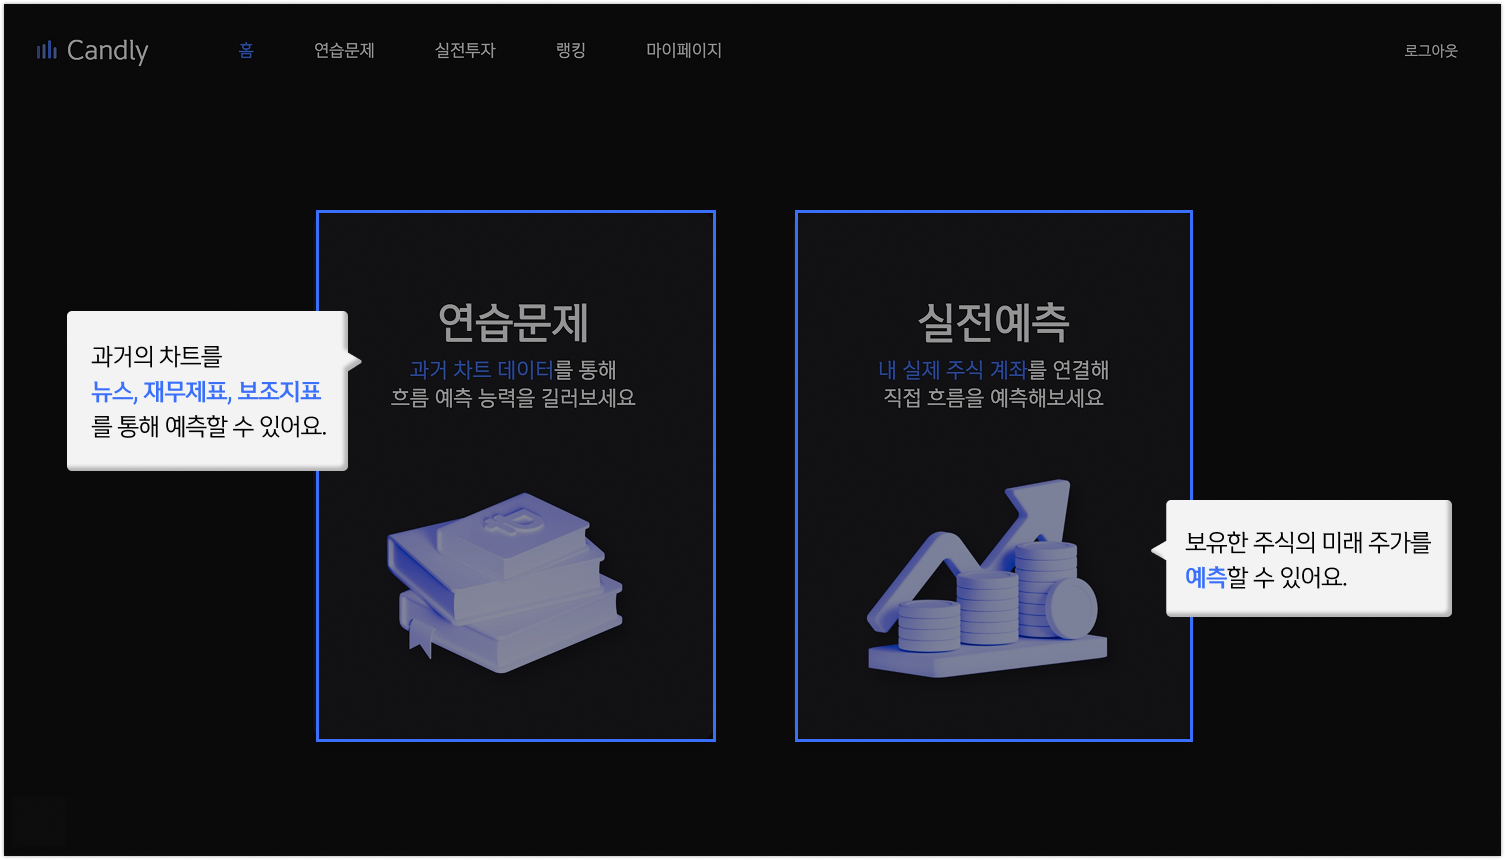 Candly
홈
연습문제
실전투자
랭킹
마이페이지
로그아웃
연습문제
과거 차트 데이터를 통해
흐름 예측 능력을 길러보세요
실전예측
내 실제 주식 계좌를 연결해
직접 흐름을 예측해보세요
과거의 차트를
뉴스, 재무제표, 보조지표
를 통해 예측할 수 있어요.
보유한 주식의 미래 주가를
예측할 수 있어요.